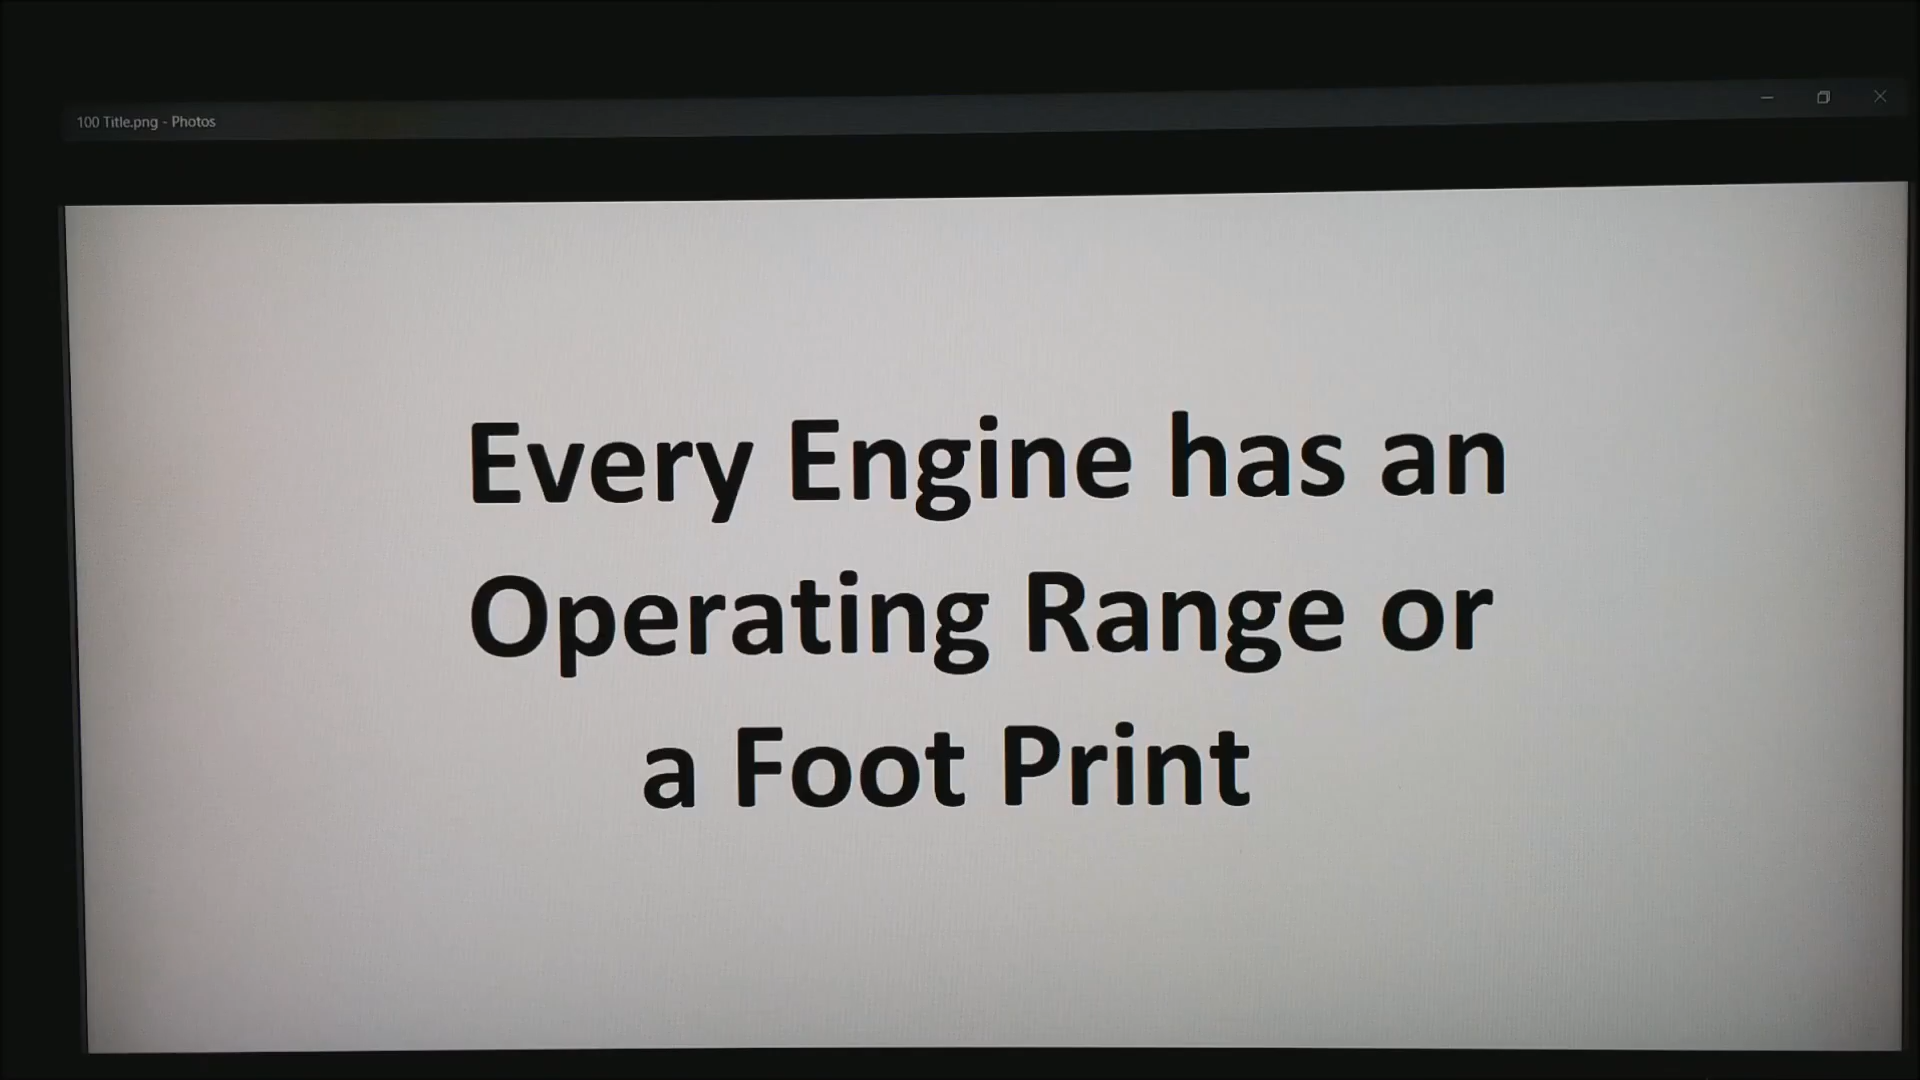 100 Title.png - Photos
Every Engine has an
Operating Range or
a Foot Print